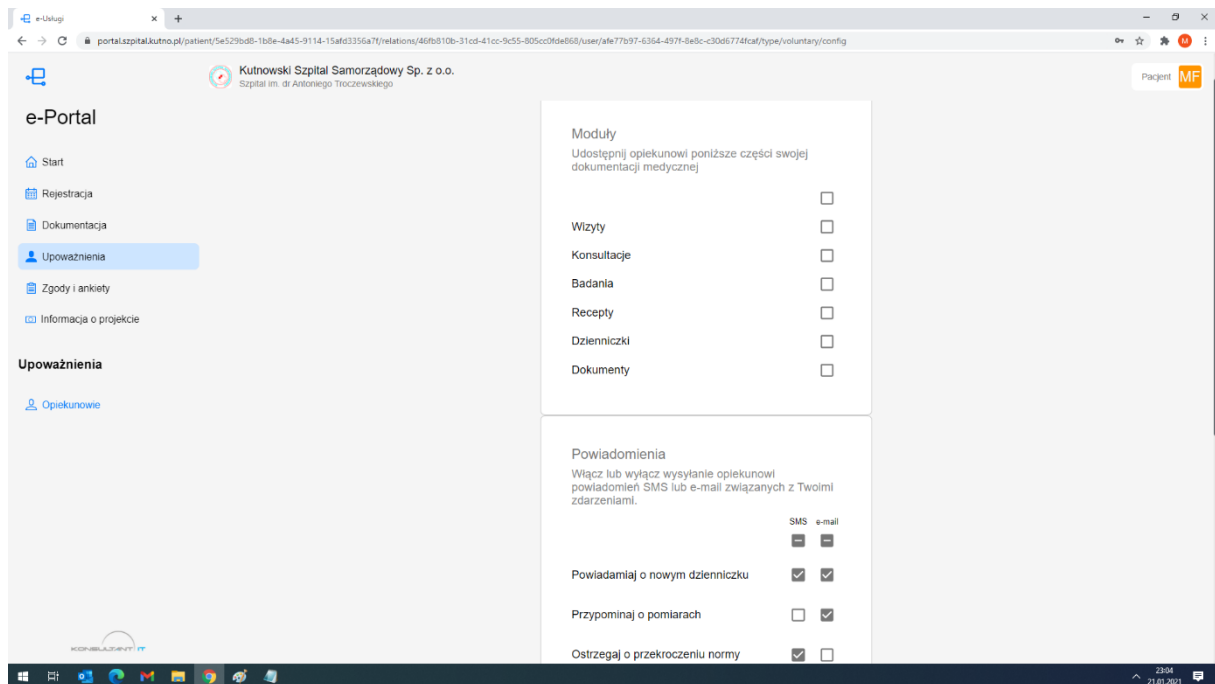 e-Usługi
portal.szpital.kutno.pl/patient/5e529bd8-1b8e-4a45-9114-15afd3356a7f/relations/46fb810b-31cd-41cc-9c55-805cc0fde868/user/afe77b97-6364-497f-8e8c-c30d6774fcaf/type/voluntary/config
M
Kutnowski Szpital Samorządowy Sp. z o.o.
Szpital im. dr Antoniego Troczewskiego
Pacjent MF
e-Portal
Start
Rejestracja
Dokumentacja
Upoważnienia
Zgody i ankiety
Informacja o projekcie
Upoważnienia
Opiekunowie
Moduły
Udostępnij opiekunowi poniższe części swojej
dokumentacji medycznej
Wizyty
Konsultacje
Badania
Recepty
Dzienniczki
Dokumenty
Powiadomienia
Włącz lub wyłącz wysyłanie opiekunowi
powiadomień SMS lub e-mail związanych z Twoimi
zdarzeniami.
SMS e-mail
Powiadamiaj o nowym dzienniczku
Przypominaj o pomiarach
Ostrzegaj o przekroczeniu normy
KONSULTANT IT
23:04
21.01.2021